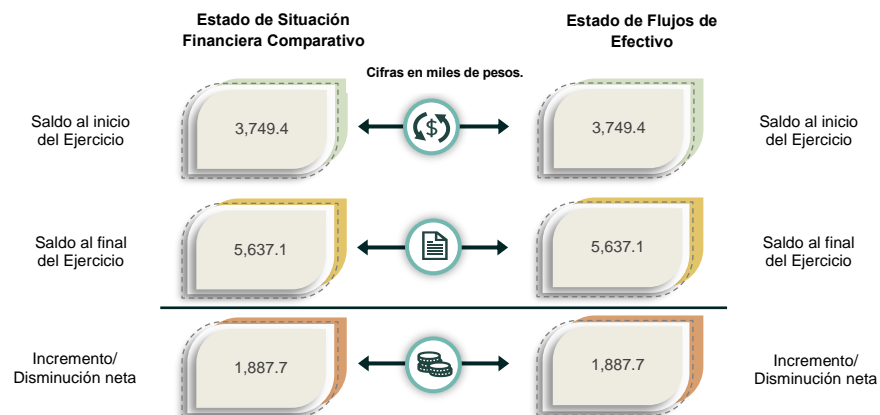 Estado de Situación
Financiera Comparativo
Estado de Flujos de
Efectivo
Cifras en miles de pesos.
Saldo al inicio
del Ejercicio
3,749.4
$
3,749.4
Saldo al inicio
del Ejercicio
Saldo al final
del Ejercicio
5,637.1
5,637.1
Saldo al final
del Ejercicio
Incremento/
Disminución neta
1,887.7
1,887.7
Incremento/
Disminución neta